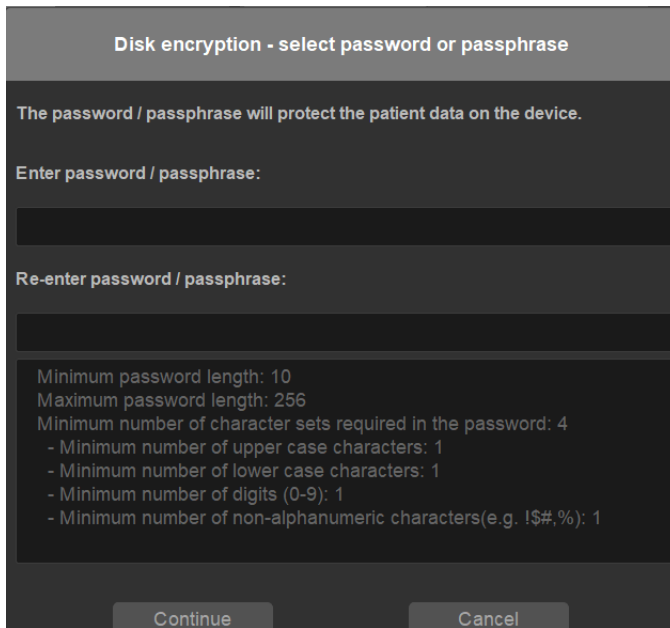 Disk encryption - select password or passphrase
The password / passphrase will protect the patient data on the device.
Enter password / passphrase:
Re-enter password / passphrase:
Minimum password length: 10
Maximum password length: 256
Minimum number of character sets required in the password: 4
- Minimum number of upper case characters: 1
- Minimum number of lower case characters: 1
- Minimum number of digits (0-9): 1
- Minimum number of non-alphanumeric characters(e.g. !$#,%): 1
Continue Cancel